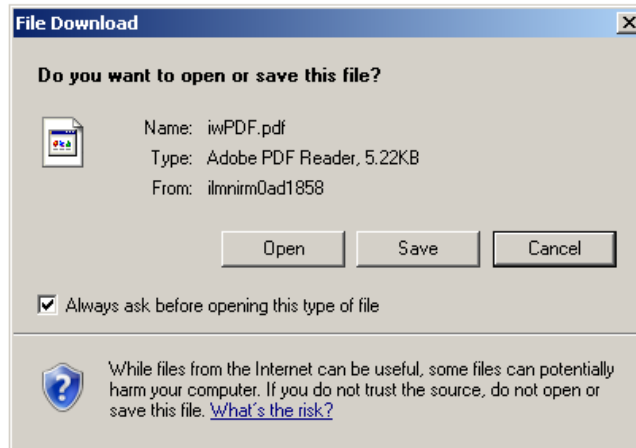 File Download
Do you want to open or save this file?
Name: iwPDF.pdf
Type: Adobe PDF Reader, 5.22KB
From: ilmnirm0ad1858
Open Save Cancel
Always ask before opening this type of file
While files from the Internet can be useful, some files can potentially
harm your computer. If you do not trust the source, do not open or
save this file. What's the risk?